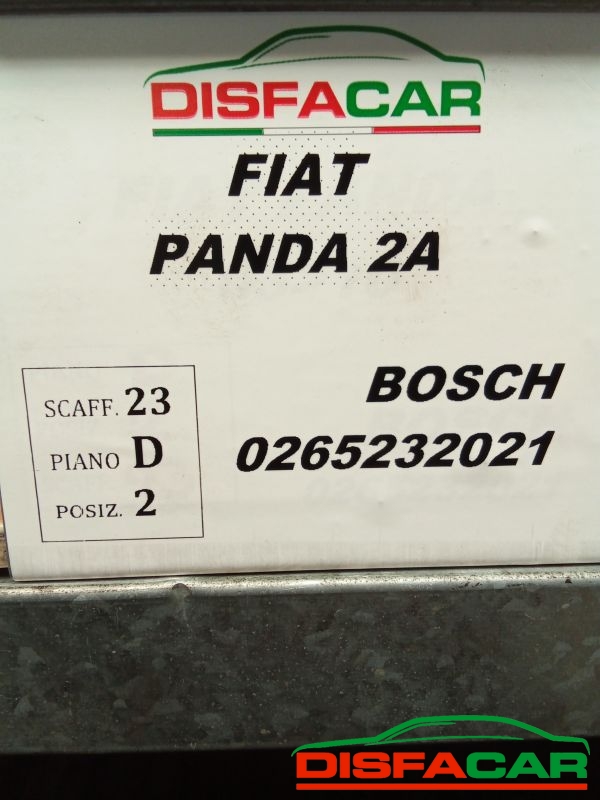 DISFACAR
FIAT
PANDA 2A
BOSCH
0265232021
SCAFF. 23
PIANO D
POSIZ. 2
DISFACAR